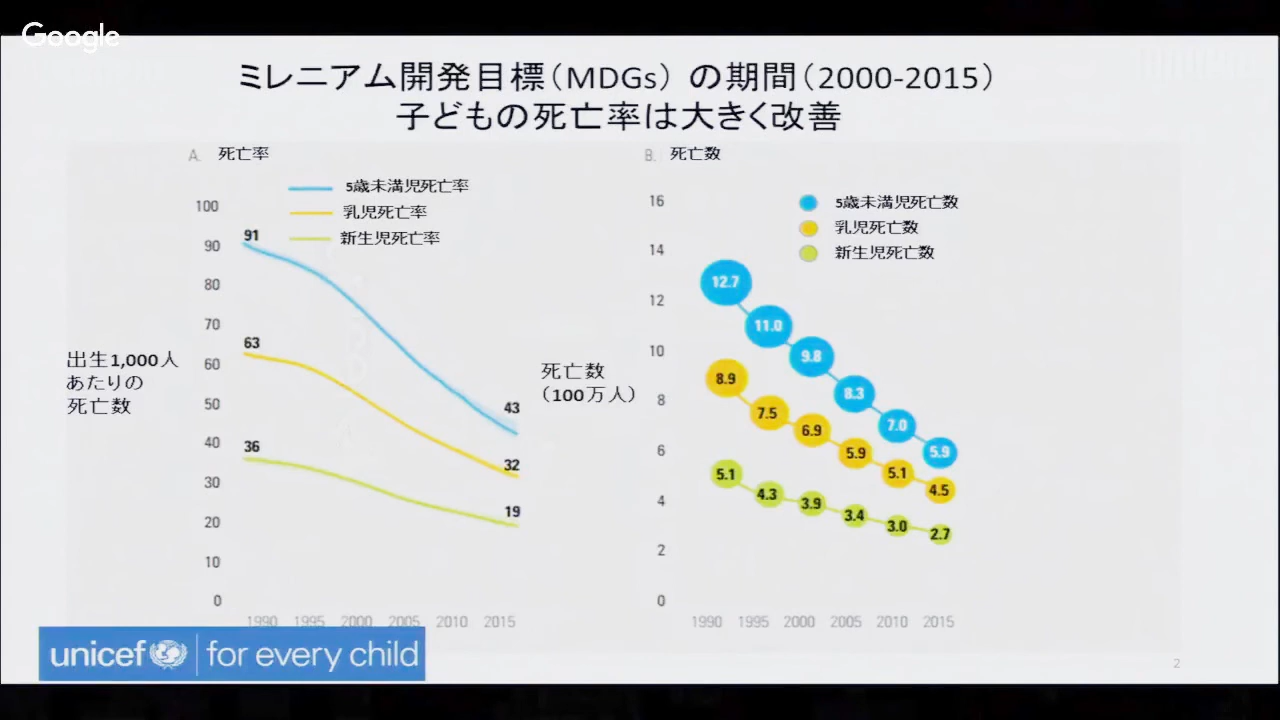 Google
ミレニアム開発目標（MDGs） の期間（2000-2015）
子どもの死亡率は大きく改善
A. 死亡率
5歳未満児死亡率
乳児死亡率
新生児死亡率
出生1,000人
あたりの
死亡数
100
90
80
70
60
50
40
30
20
10
0
91
63
36
43
32
19
1990 1995 2000 2005 2010 2015
B. 死亡数
5歳未満児死亡数
乳児死亡数
新生児死亡数
死亡数
（100万人）
16
14
12
10
8
6
4
2
0
12.7 11.0 9.8 8.3 7.0 5.9
8.9 7.5 6.9 5.9 5.1 4.5
5.1 4.3 3.9 3.4 3.0 2.7
1990 1995 2000 2005 2010 2015
unicef for every child
2